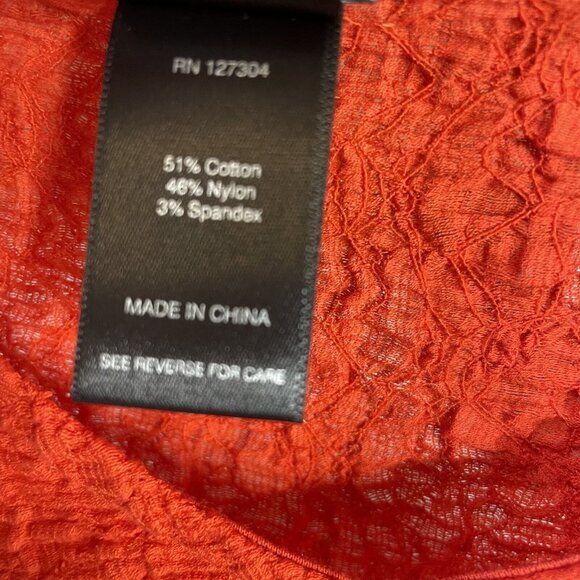 RN 127304
51% Cotton
46% Nylon
3% Spandex
MADE IN CHINA
SEE REVERSE FOR CARE